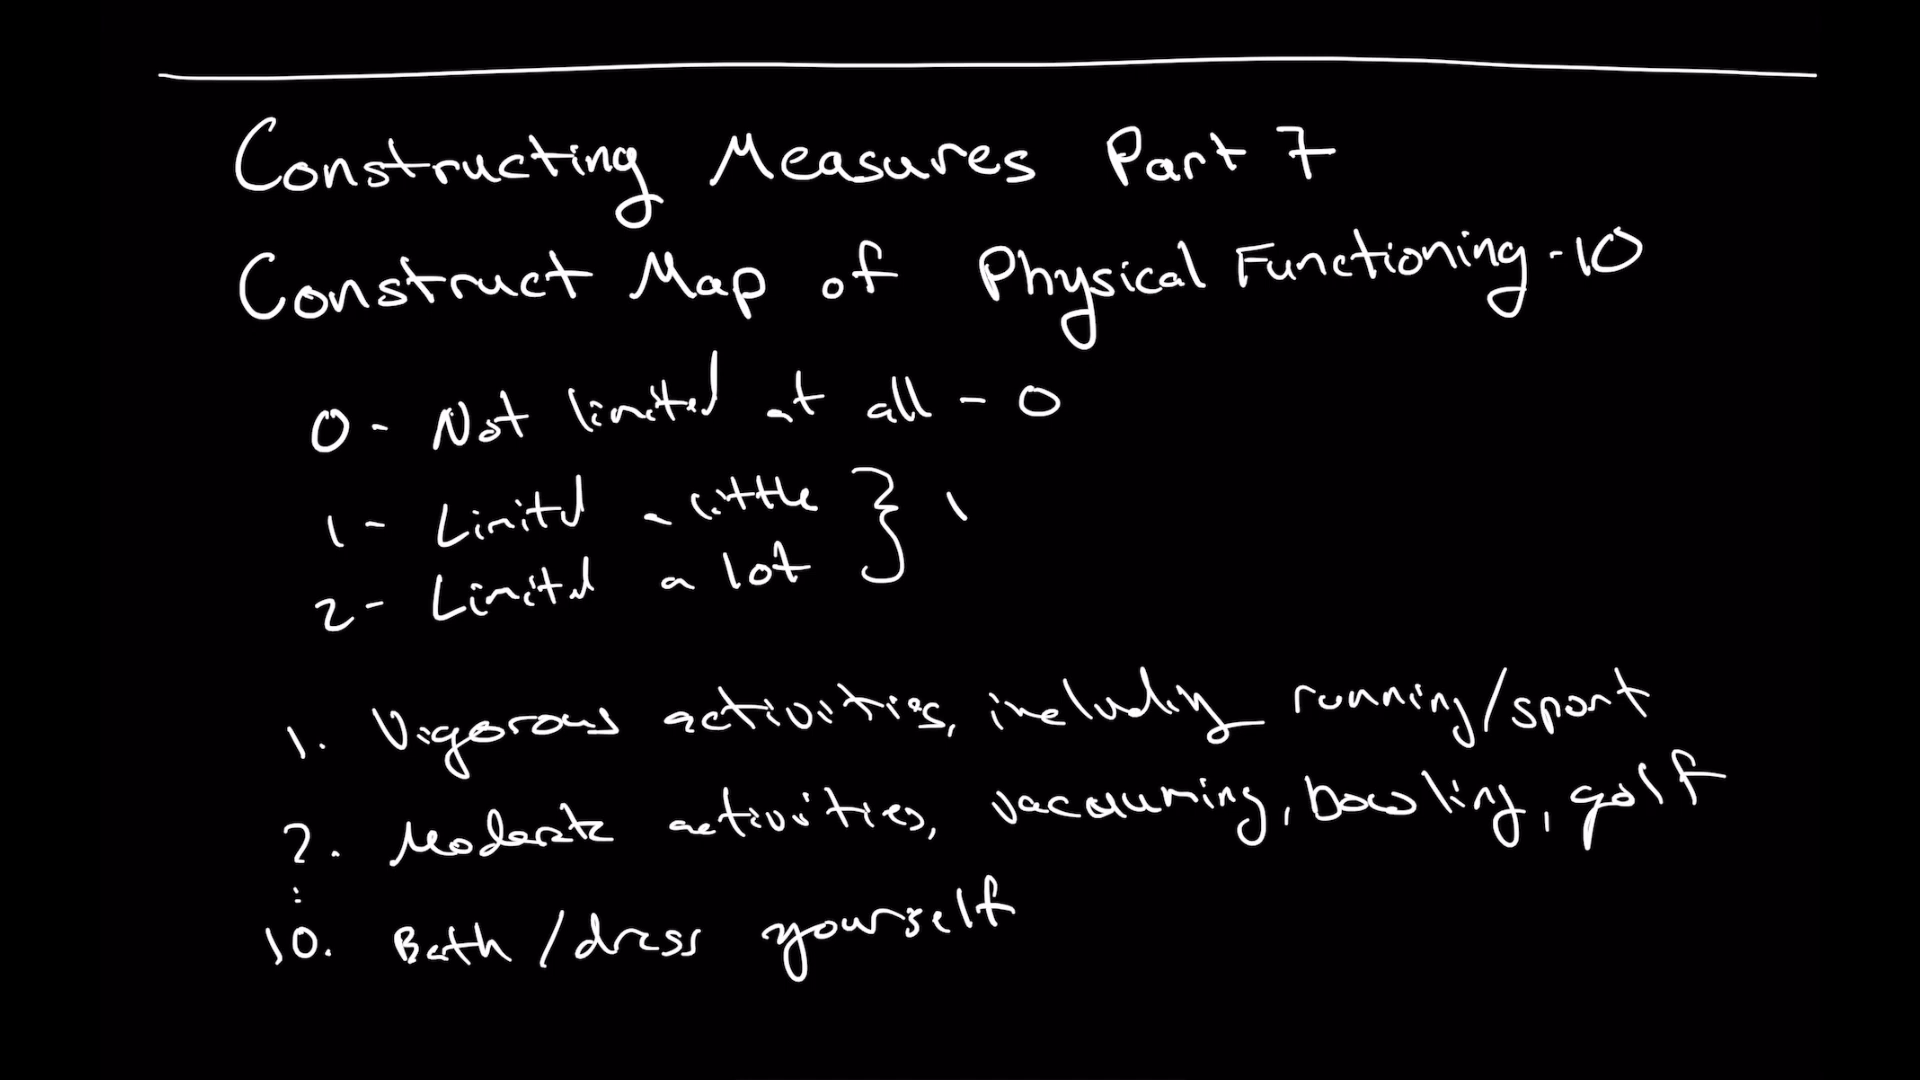 Constructing Measures Part 7
Construct Map of Physical Functioning-10
0 - Not limited at all - 0
1 - Limited a little } 1
2 - Limited a lot
1. Vigorous activities, including running/sport
2. Moderate activities, vacauming, bowling, golf
:
10. Bath/dress yourself